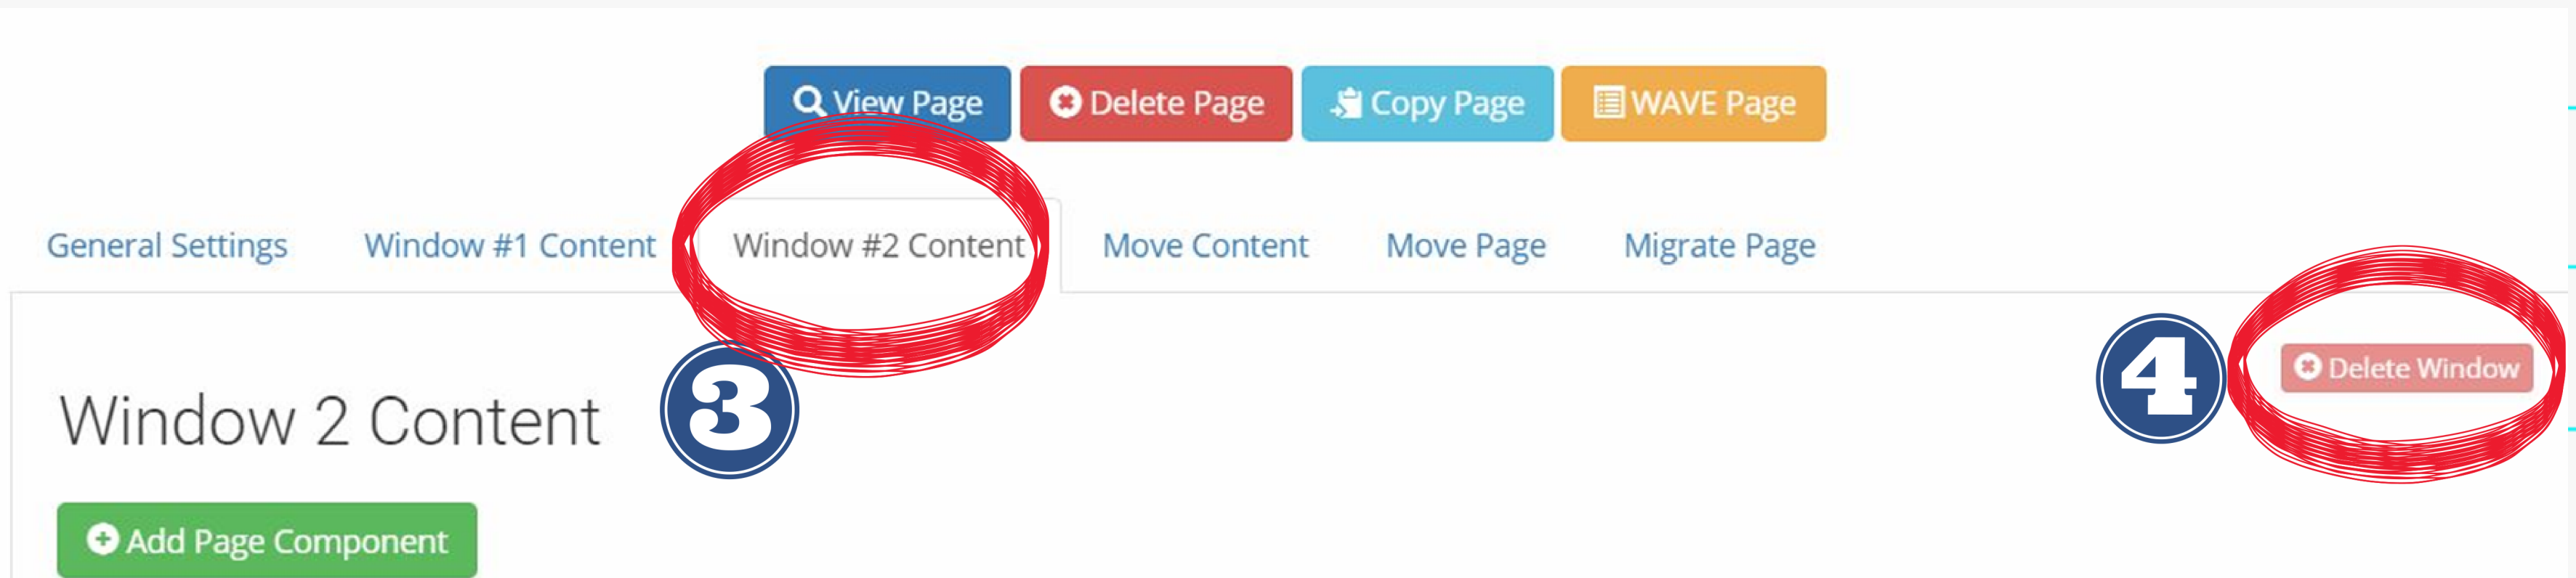 View Page Delete Page Copy Page WAVE Page
General Settings Window #1 Content Window #2 Content Move Content Move Page Migrate Page
4 Delete Window
Window 2 Content 3
Add Page Component